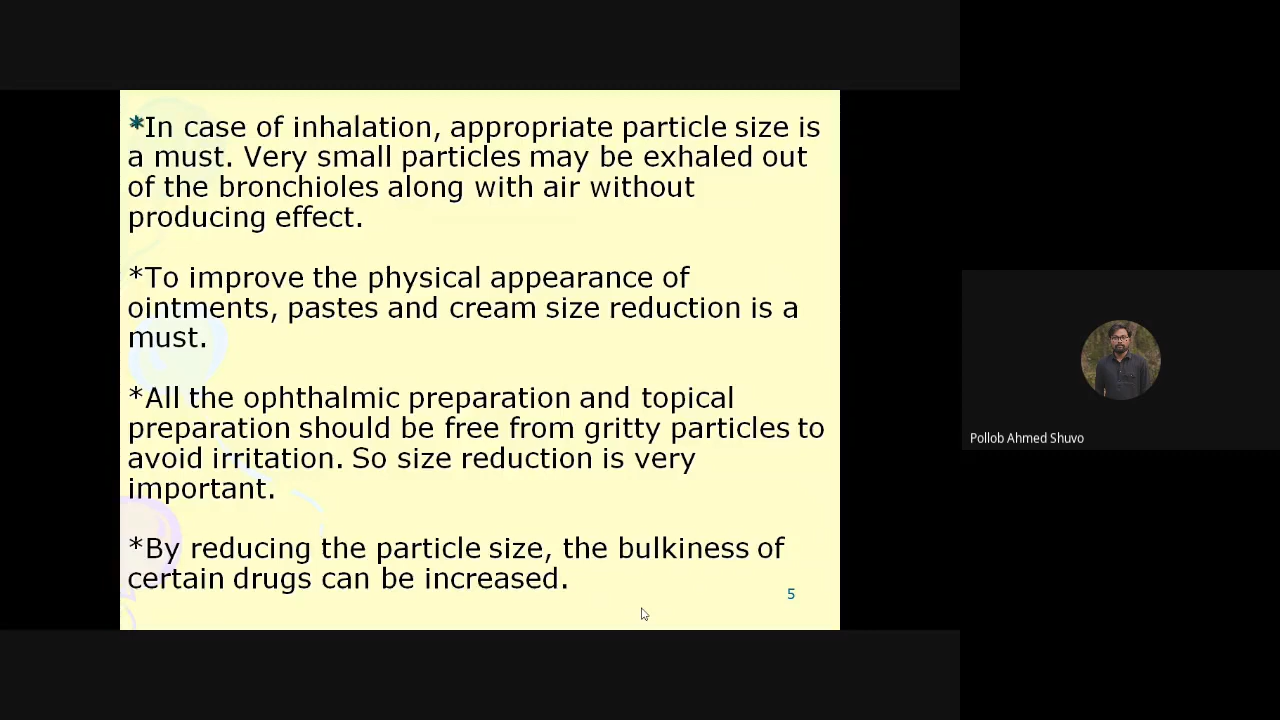 *In case of inhalation, appropriate particle size is
a must. Very small particles may be exhaled out
of the bronchioles along with air without
producing effect.
*To improve the physical appearance of
ointments, pastes and cream size reduction is a
must.
*All the ophthalmic preparation and topical
preparation should be free from gritty particles to
avoid irritation. So size reduction is very
important.
*By reducing the particle size, the bulkiness of
certain drugs can be increased.
5
Pollob Ahmed Shuvo